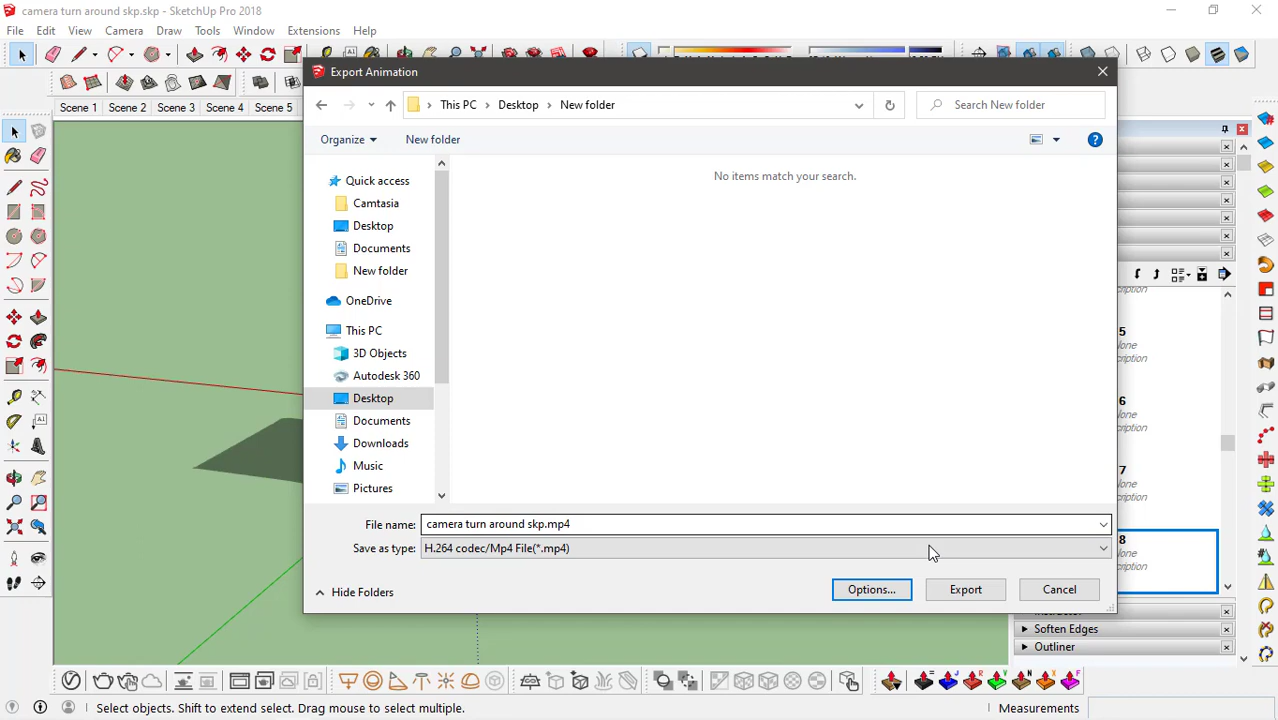 camera turn around skp.skp - SketchUp Pro 2018
File Edit View Camera Draw Tools Window Extensions Help
Scene 1 Scene 2 Scene 3 Scene 4 Scene 5
Export Animation
This PC > Desktop > New folder
Search New folder
Organize New folder
No items match your search.
Quick access
Camtasia
Desktop
Documents
New folder
OneDrive
This PC
3D Objects
Autodesk 360
Desktop
Documents
Downloads
Music
Pictures
File name: camera turn around skp.mp4
Save as type: H.264 codec/Mp4 File(*.mp4)
Hide Folders
Options... Export Cancel
5
6
7
8
Soften Edges
Outliner
Select objects. Shift to extend select. Drag mouse to select multiple.
Measurements